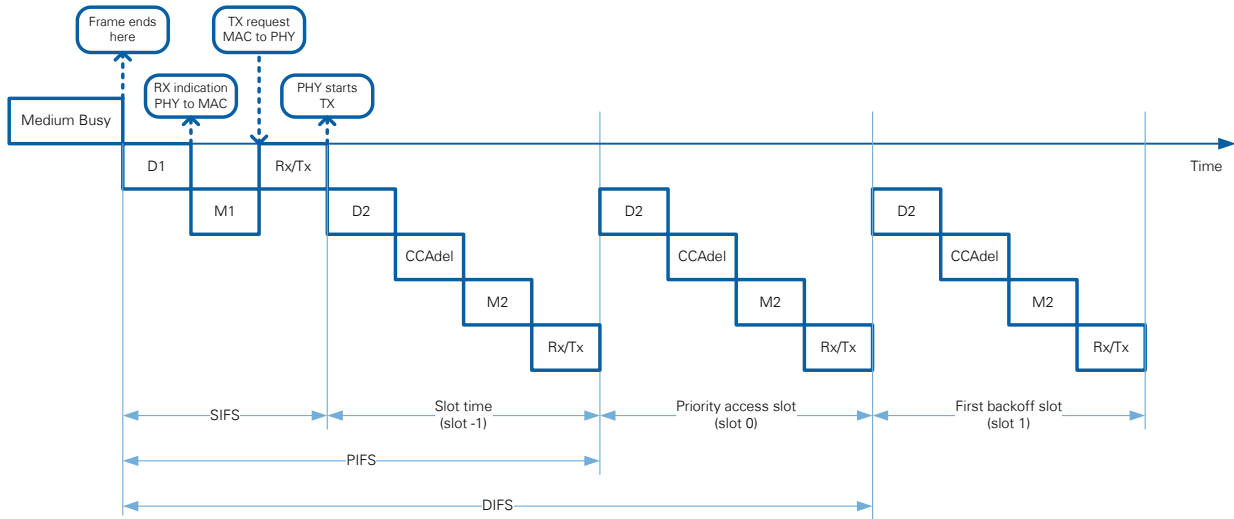 Frame ends
here
TX request
MAC to PHY
RX indication
PHY to MAC
PHY starts
TX
Medium Busy
Time
D1
Rx/Tx
M1
D2
CCAdel
M2
Rx/Tx
D2
CCAdel
M2
Rx/Tx
D2
CCAdel
M2
Rx/Tx
SIFS
Slot time
(slot -1)
Priority access slot
(slot 0)
First backoff slot
(slot 1)
PIFS
DIFS